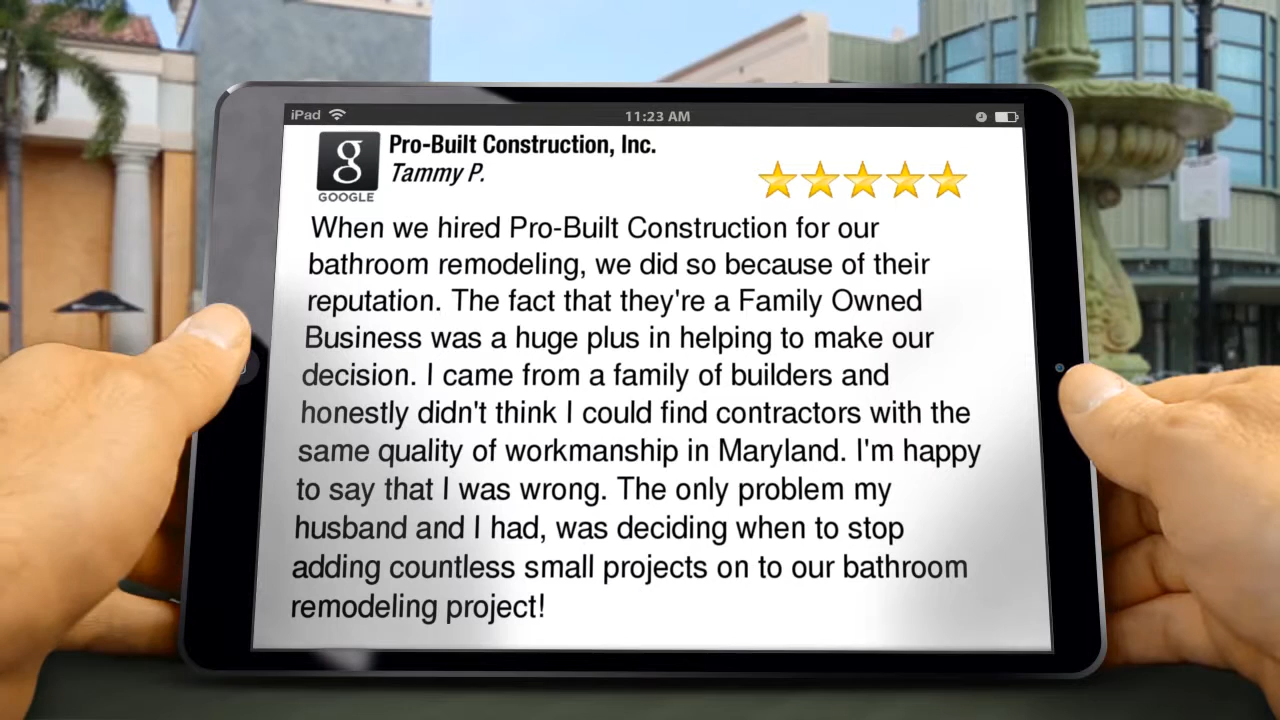 iPad 11:23 AM
g
GOOGLE
Pro-Built Construction, Inc.
Tammy P.
When we hired Pro-Built Construction for our
bathroom remodeling, we did so because of their
reputation. The fact that they're a Family Owned
Business was a huge plus in helping to make our
decision. I came from a family of builders and
honestly didn't think I could find contractors with the
same quality of workmanship in Maryland. I'm happy
to say that I was wrong. The only problem my
husband and I had, was deciding when to stop
adding countless small projects on to our bathroom
remodeling project!